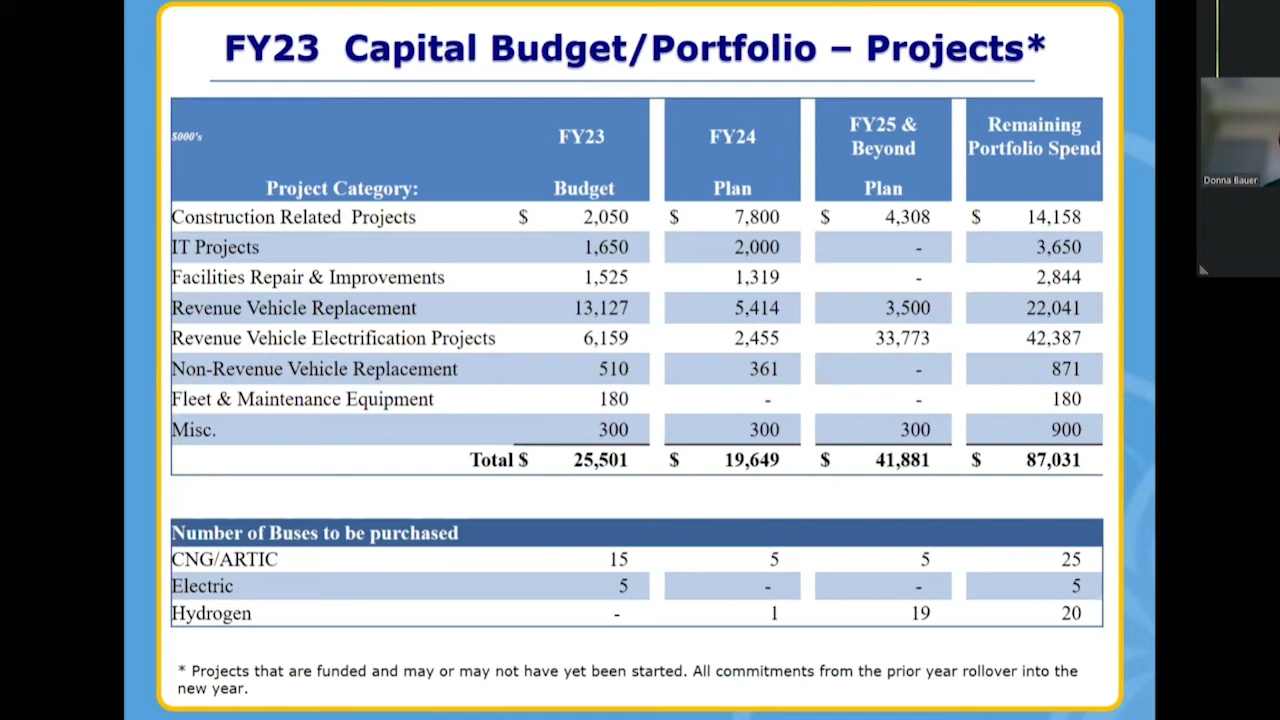 FY23 Capital Budget/Portfolio – Projects*
$000's FY23 FY24 FY25 & Beyond Remaining Portfolio Spend
Project Category: Budget Plan Plan
Construction Related Projects $ 2,050 $ 7,800 $ 4,308 $ 14,158
IT Projects 1,650 2,000 - 3,650
Facilities Repair & Improvements 1,525 1,319 - 2,844
Revenue Vehicle Replacement 13,127 5,414 3,500 22,041
Revenue Vehicle Electrification Projects 6,159 2,455 33,773 42,387
Non-Revenue Vehicle Replacement 510 361 - 871
Fleet & Maintenance Equipment 180 - - 180
Misc. 300 300 300 900
Total $ 25,501 $ 19,649 $ 41,881 $ 87,031
Number of Buses to be purchased
CNG/ARTIC 15 5 5 25
Electric 5 - - 5
Hydrogen - 1 19 20
* Projects that are funded and may or may not have yet been started. All commitments from the prior year rollover into the
new year.
Donna Bauer